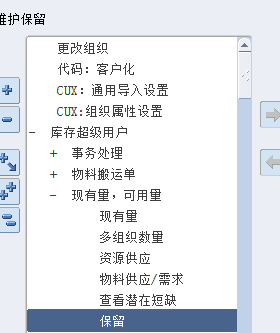 维护保留
更改组织
代码：客户化
CUX：通用导入设置
CUX:组织属性设置
库存超级用户
事务处理
物料搬运单
现有量，可用量
现有量
多组织数量
资源供应
物料供应/需求
查看潜在短缺
保留